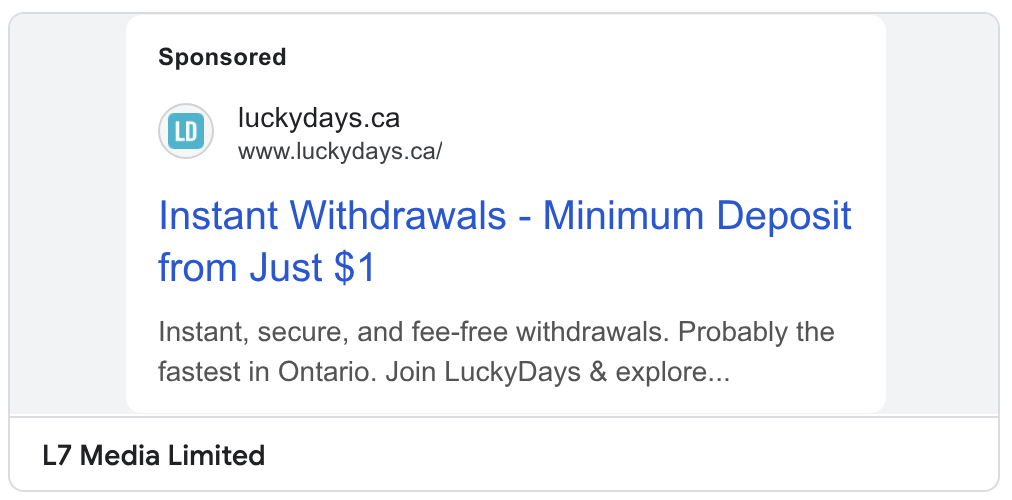 Sponsored
LD
luckydays.ca
www.luckydays.ca/
Instant Withdrawals - Minimum Deposit
from Just $1
Instant, secure, and fee-free withdrawals. Probably the
fastest in Ontario. Join LuckyDays & explore...
L7 Media Limited